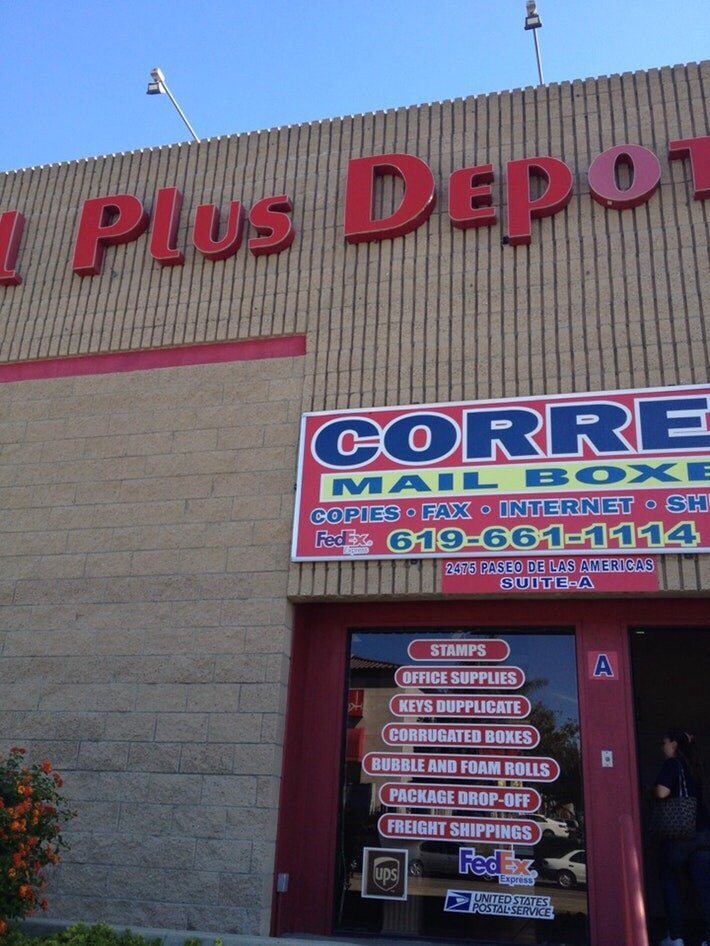 l Plus Depot
CORRE
MAIL BOXE
COPIES • FAX • INTERNET • SH
FedEx Express 619-661-1114
2475 PASEO DE LAS AMERICAS
SUITE-A
A
STAMPS
OFFICE SUPPLIES
KEYS DUPPLICATE
CORRUGATED BOXES
BUBBLE AND FOAM ROLLS
PACKAGE DROP-OFF
FREIGHT SHIPPINGS
ups
FedEx
Express
UNITED STATES
POSTAL SERVICE